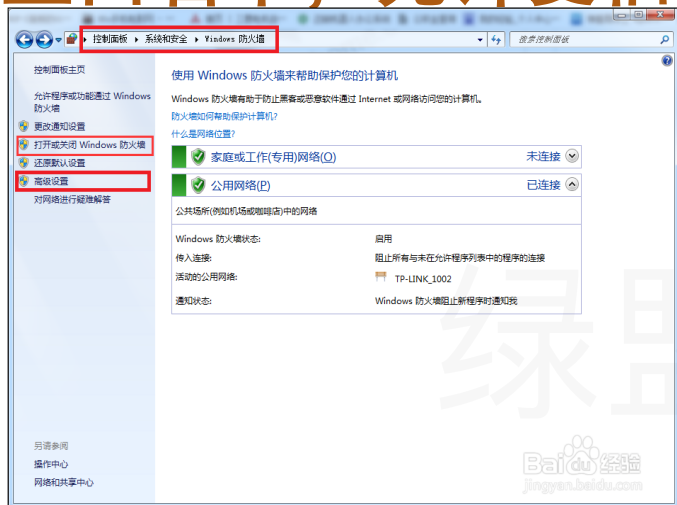 控制面板 ▸ 系统和安全 ▸ Windows 防火墙
搜索控制面板
控制面板主页
允许程序或功能通过 Windows
防火墙
更改通知设置
打开或关闭 Windows 防火墙
还原默认设置
高级设置
对网络进行疑难解答
使用 Windows 防火墙来帮助保护您的计算机
Windows 防火墙有助于防止黑客或恶意软件通过 Internet 或网络访问您的计算机。
防火墙如何帮助保护计算机?
什么是网络位置?
家庭或工作(专用)网络(O) 未连接
公用网络(P) 已连接
公共场所(例如机场或咖啡店)中的网络
Windows 防火墙状态: 启用
传入连接: 阻止所有与未在允许程序列表中的程序的连接
活动的公用网络: TP-LINK_1002
通知状态: Windows 防火墙阻止新程序时通知我
另请参阅
操作中心
网络和共享中心
绿盟
Baidu 经验
jingyan.baidu.com